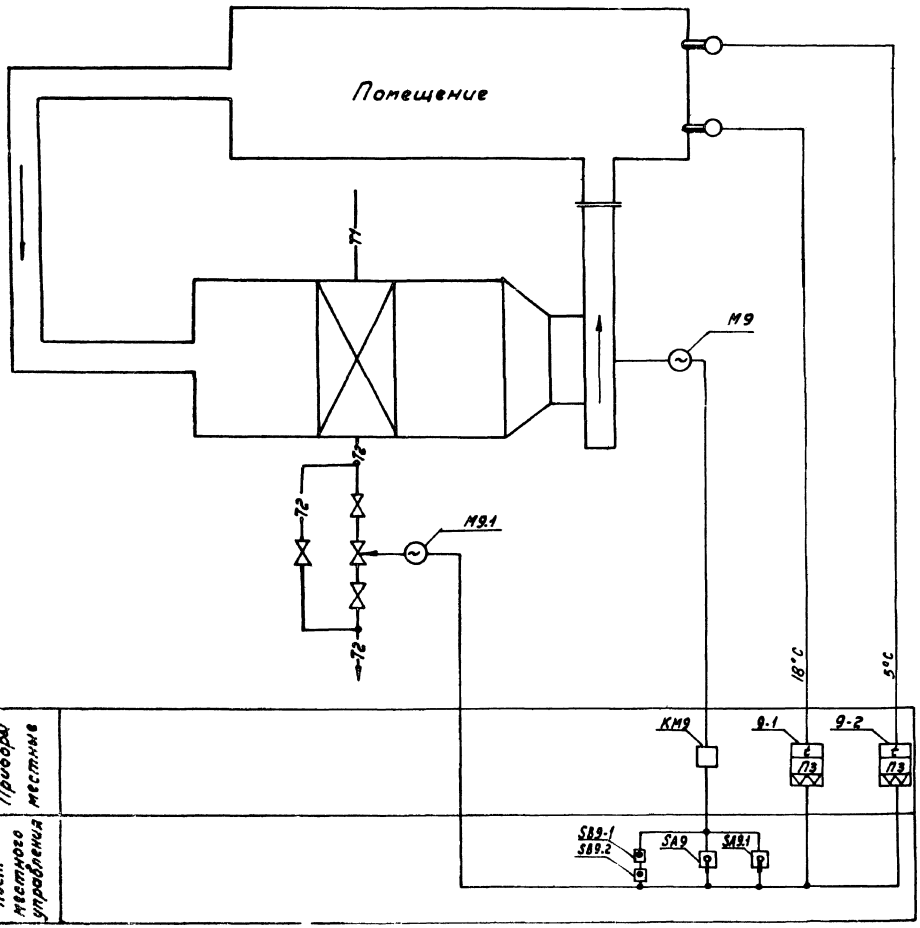 Помещение
Т1
М9
Т2
Т2
М9.1
Т2
18°С
5°С
Приборы
местные
КМ9
9-1
9-2
t
ПЗ
t
ПЗ
местного
управления
SB9-1
SB9.2
SA9
SA9.1